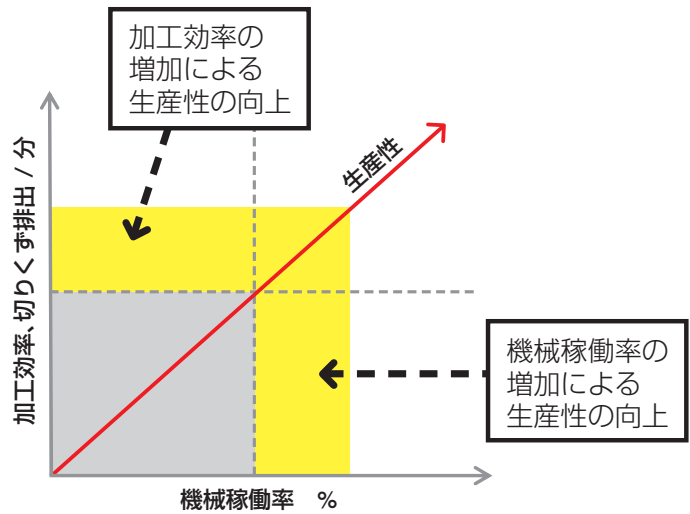 加工効率の
増加による
生産性の向上
加工効率、切りくず排出 / 分
生産性
機械稼働率の
増加による
生産性の向上
機械稼働率 %